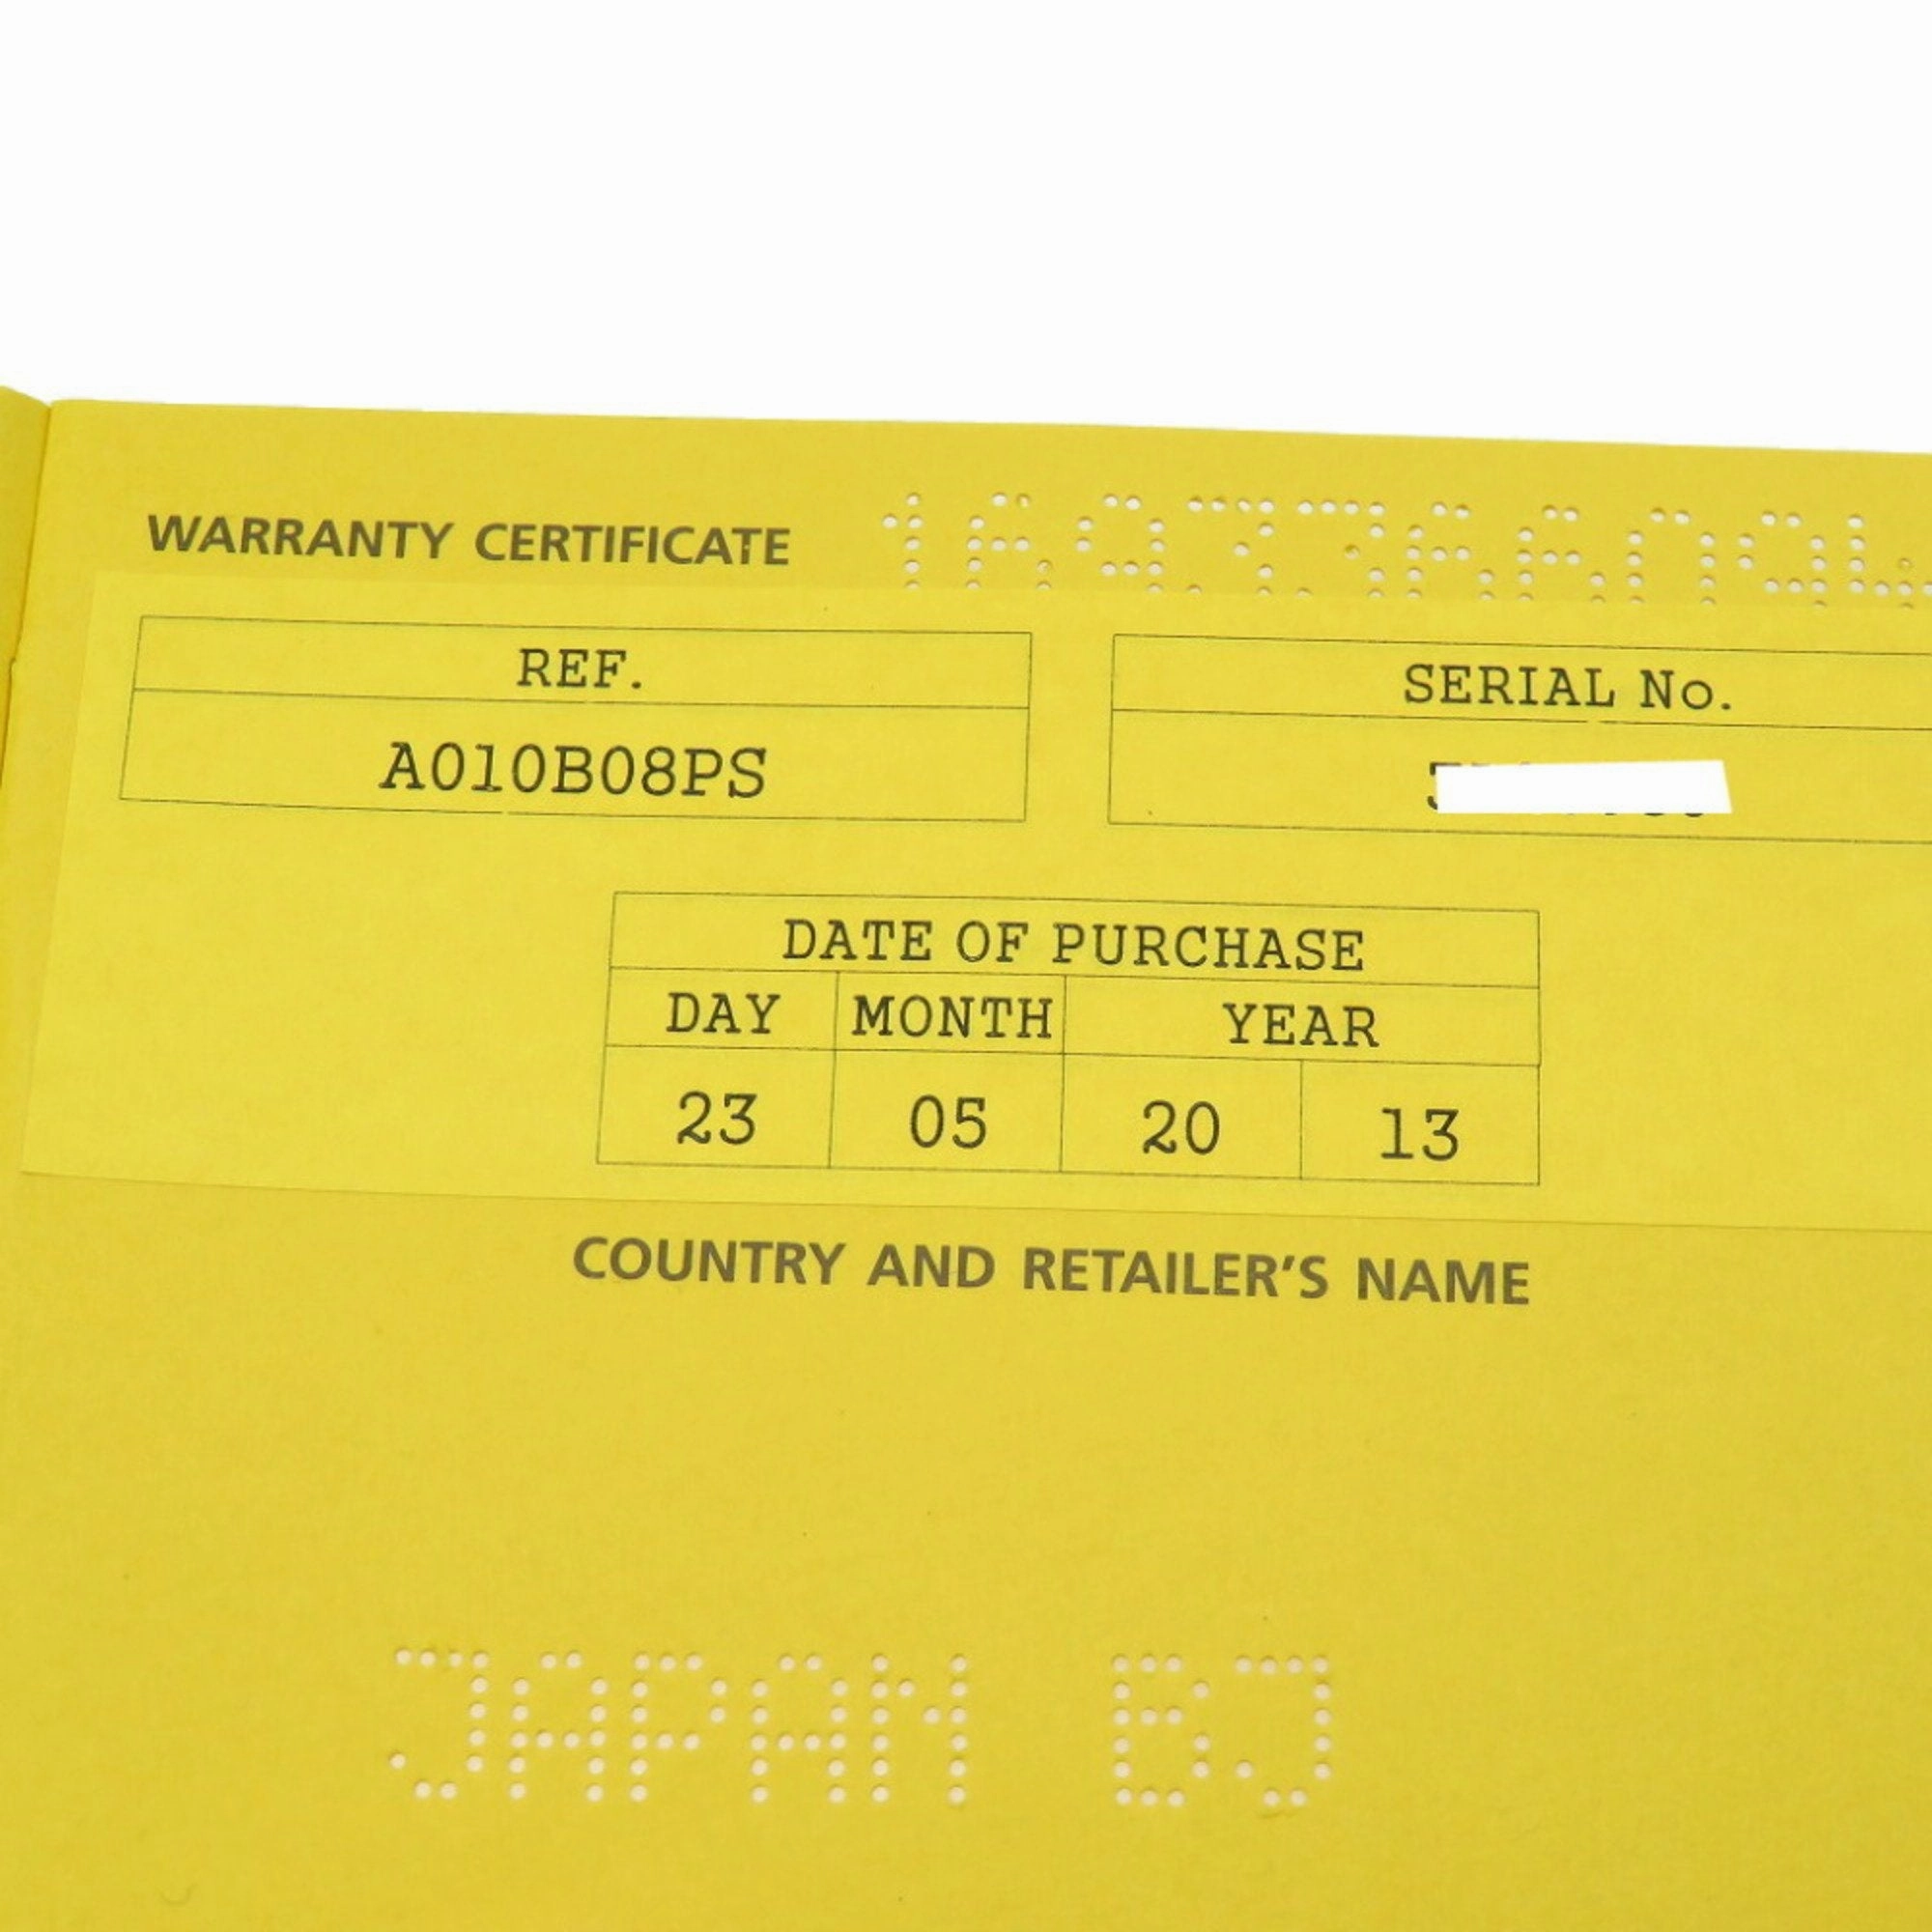 WARRANTY CERTIFICATE
REF.
SERIAL No.
A010B08PS
DATE OF PURCHASE
DAY MONTH YEAR
23 05 20 13
COUNTRY AND RETAILER'S NAME
JAPAN BJ